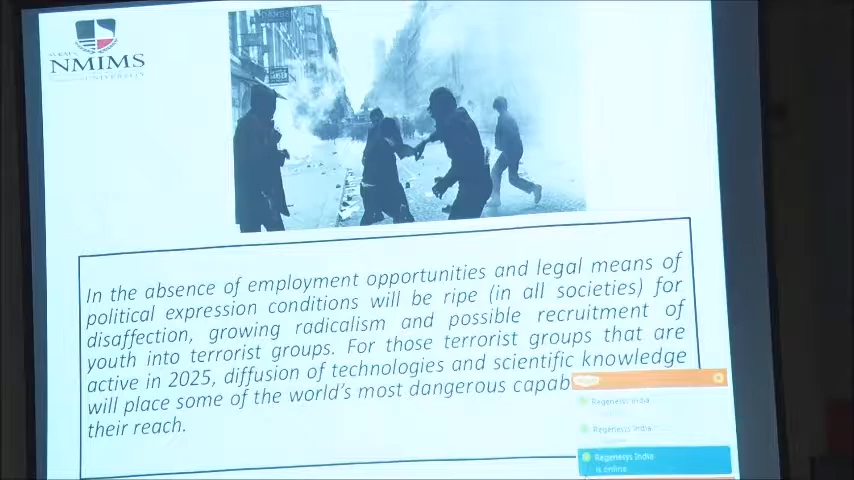 NMIMS
UNIVERSITY
In the absence of employment opportunities and legal means of
political expression conditions will be ripe (in all societies) for
disaffection, growing radicalism and possible recruitment of
youth into terrorist groups. For those terrorist groups that are
active in 2025, diffusion of technologies and scientific knowledge
will place some of the world's most dangerous capab
their reach.
Regenesys India
Regenesys India
Regenesys India
is online